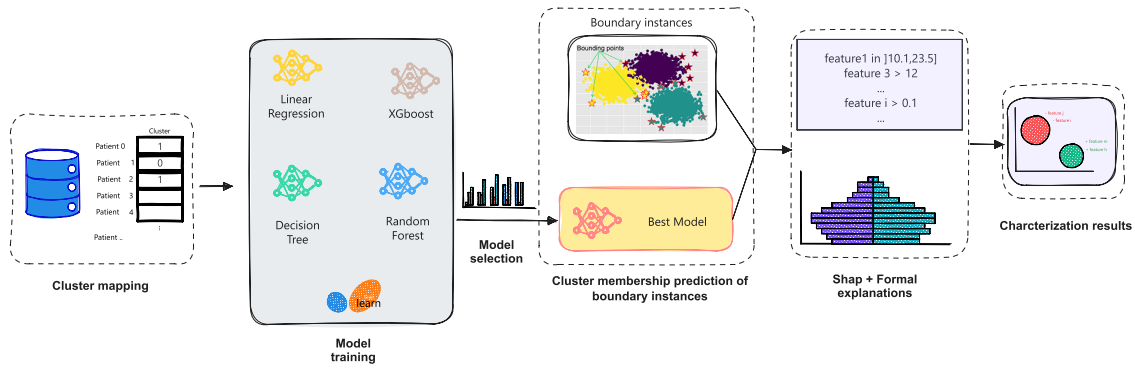 Cluster
Patient 0 1
Patient 1 0
Patient 2 1
Patient 3
Patient 4
Patient ..
Cluster mapping
Linear
Regression
XGboost
Decision
Tree
Random
Forest
learn
Model
training
Model
selection
Boundary instances
Bounding points
Best Model
Cluster membership prediction of
boundary instances
feature1 in ]10.1,23.5]
feature 3 > 12
...
feature i > 0.1
...
Shap + Formal
explanations
feature j
feature i
+ feature m
Charcterization results